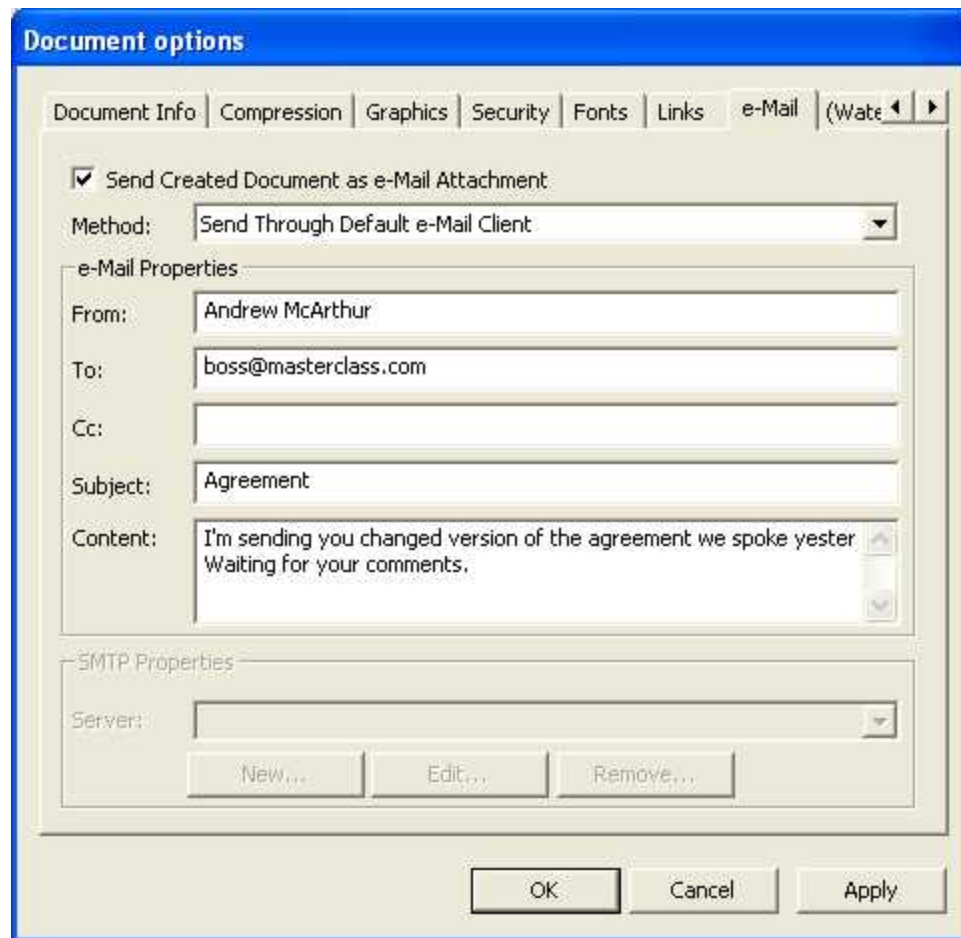 Document options
Document Info Compression Graphics Security Fonts Links e-Mail (Wate
Send Created Document as e-Mail Attachment
Method: Send Through Default e-Mail Client
e-Mail Properties
From: Andrew McArthur
To: boss@masterclass.com
Cc:
Subject: Agreement
Content: I'm sending you changed version of the agreement we spoke yester
Waiting for your comments.
SMTP Properties
Server:
New... Edit... Remove...
OK Cancel Apply